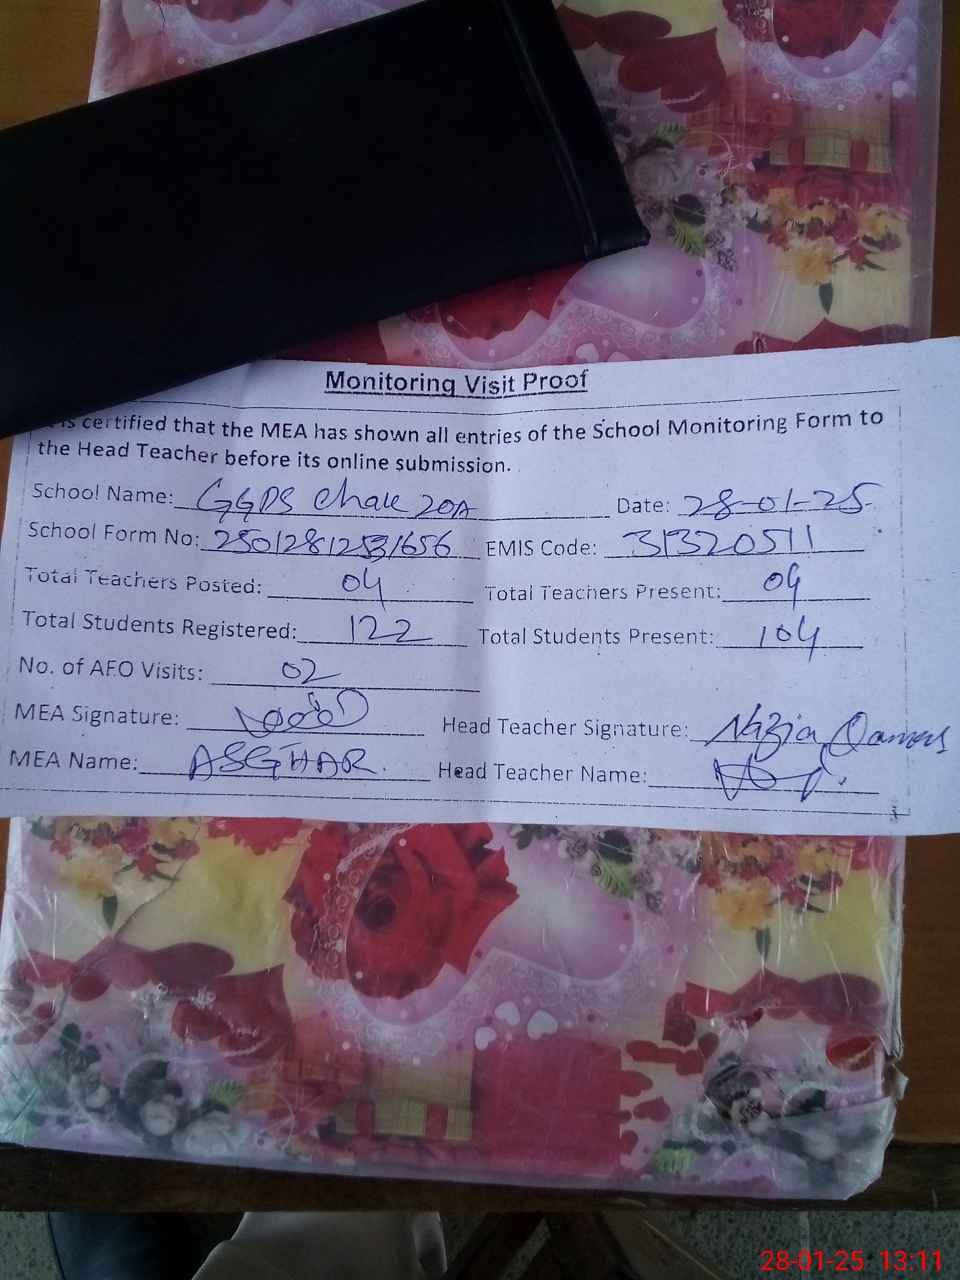 Monitoring Visit Proof
is certified that the MEA has shown all entries of the School Monitoring Form to
the Head Teacher before its online submission.
School Name: GGPS Chak 20A Date: 28-01-25
School Form No: EMIS Code: 31320511
Total Teachers Posted: 04 Total Teachers Present: 04
Total Students Registered: 122 Total Students Present: 104
No. of AEO Visits: 02
MEA Signature: Head Teacher Signature: Nazia
MEA Name: ASGHAR. Head Teacher Name:
28-01-25 13:11